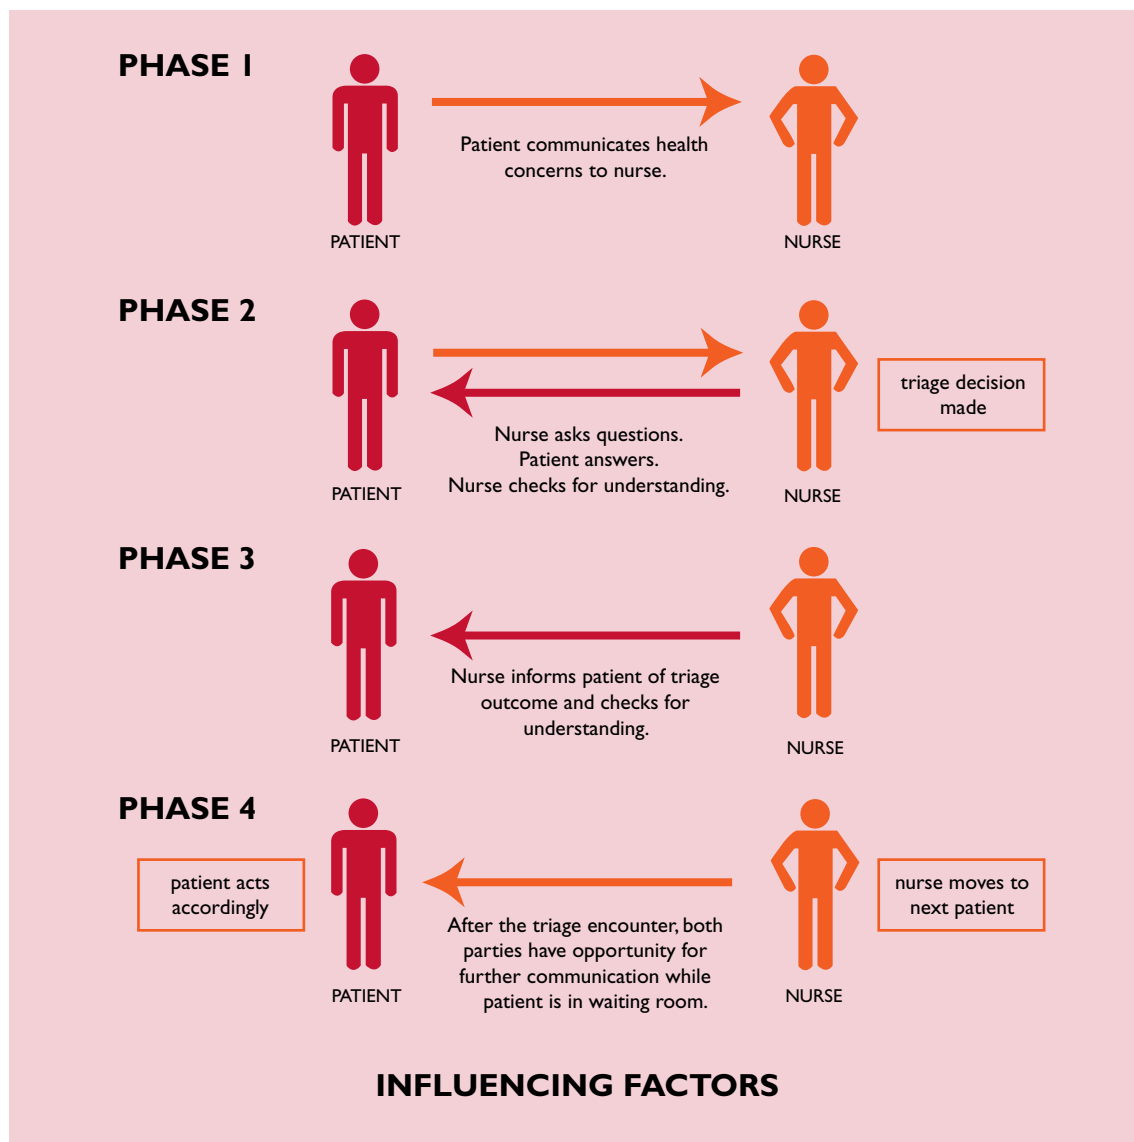 PHASE 1
Patient communicates health
concerns to nurse.
PATIENT
NURSE
PHASE 2
triage decision
made
Nurse asks questions.
Patient answers.
Nurse checks for understanding.
PATIENT
NURSE
PHASE 3
Nurse informs patient of triage
outcome and checks for
understanding.
PATIENT
NURSE
PHASE 4
patient acts
accordingly
nurse moves to
next patient
After the triage encounter, both
parties have opportunity for
further communication while
patient is in waiting room.
PATIENT
NURSE
INFLUENCING FACTORS